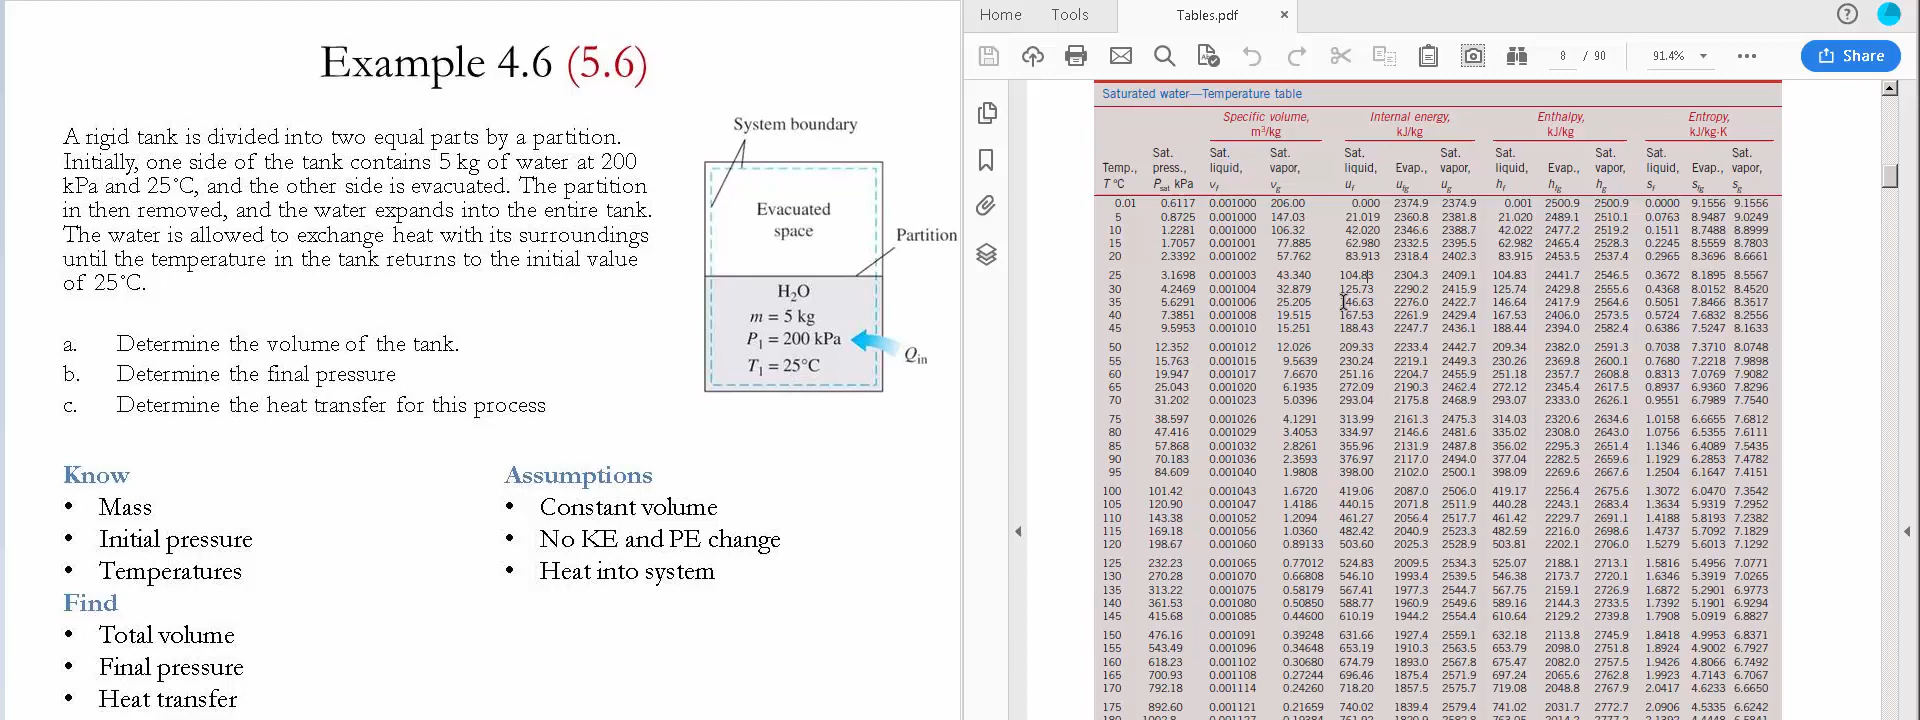 Example 4.6 (5.6)
A rigid tank is divided into two equal parts by a partition.
Initially, one side of the tank contains 5 kg of water at 200
kPa and 25°C, and the other side is evacuated. The partition
in then removed, and the water expands into the entire tank.
The water is allowed to exchange heat with its surroundings
until the temperature in the tank returns to the initial value
of 25°C.
a. Determine the volume of the tank.
b. Determine the final pressure
c. Determine the heat transfer for this process
System boundary
Evacuated
space
Partition
H₂O
m = 5 kg
P₁ = 200 kPa
T₁ = 25°C
Qin
Know
• Mass
• Initial pressure
• Temperatures
Find
• Total volume
• Final pressure
• Heat transfer
Assumptions
• Constant volume
• No KE and PE change
• Heat into system
Home Tools Tables.pdf ×
8 / 90 91.4% Share
Saturated water—Temperature table
Specific volume, Internal energy, Enthalpy, Entropy,
m³/kg kJ/kg kJ/kg kJ/kg·K
Sat. Sat. Sat. Sat. Sat. Sat. Sat. Sat. Sat.
Temp., press., liquid, vapor, liquid, Evap., vapor, liquid, Evap., vapor, liquid, Evap., vapor,
T °C Psat kPa vf vg uf ufg ug hf hfg hg sf sfg sg
0.01 0.6117 0.001000 206.00 0.000 2374.9 2374.9 0.001 2500.9 2500.9 0.0000 9.1556 9.1556
5 0.8725 0.001000 147.03 21.019 2360.8 2381.8 21.020 2489.1 2510.1 0.0763 8.9487 9.0249
10 1.2281 0.001000 106.32 42.020 2346.6 2388.7 42.022 2477.2 2519.2 0.1511 8.7488 8.8999
15 1.7057 0.001001 77.885 62.980 2332.5 2395.5 62.982 2465.4 2528.3 0.2245 8.5559 8.7803
20 2.3392 0.001002 57.762 83.913 2318.4 2402.3 83.915 2453.5 2537.4 0.2965 8.3696 8.6661
25 3.1698 0.001003 43.340 104.83 2304.3 2409.1 104.83 2441.7 2546.5 0.3672 8.1895 8.5567
30 4.2469 0.001004 32.879 125.73 2290.2 2415.9 125.74 2429.8 2555.6 0.4368 8.0152 8.4520
35 5.6291 0.001006 25.205 146.63 2276.0 2422.7 146.64 2417.9 2564.6 0.5051 7.8466 8.3517
40 7.3851 0.001008 19.515 167.53 2261.9 2429.4 167.53 2406.0 2573.5 0.5724 7.6832 8.2556
45 9.5953 0.001010 15.251 188.43 2247.7 2436.1 188.44 2394.0 2582.4 0.6386 7.5247 8.1633
50 12.352 0.001012 12.026 209.33 2233.4 2442.7 209.34 2382.0 2591.3 0.7038 7.3710 8.0748
55 15.763 0.001015 9.5639 230.24 2219.1 2449.3 230.26 2369.8 2600.1 0.7680 7.2218 7.9898
60 19.947 0.001017 7.6670 251.16 2204.7 2455.9 251.18 2357.7 2608.8 0.8313 7.0769 7.9082
65 25.043 0.001020 6.1935 272.09 2190.3 2462.4 272.12 2345.4 2617.5 0.8937 6.9360 7.8296
70 31.202 0.001023 5.0396 293.04 2175.8 2468.9 293.07 2333.0 2626.1 0.9551 6.7989 7.7540
75 38.597 0.001026 4.1291 313.99 2161.3 2475.3 314.03 2320.6 2634.6 1.0158 6.6655 7.6812
80 47.416 0.001029 3.4053 334.97 2146.6 2481.6 335.02 2308.0 2643.0 1.0756 6.5355 7.6111
85 57.868 0.001032 2.8261 355.96 2131.9 2487.8 356.02 2295.3 2651.4 1.1346 6.4089 7.5435
90 70.183 0.001036 2.3593 376.97 2117.0 2494.0 377.04 2282.5 2659.6 1.1929 6.2853 7.4782
95 84.609 0.001040 1.9808 398.00 2102.0 2500.1 398.09 2269.6 2667.6 1.2504 6.1647 7.4151
100 101.42 0.001043 1.6720 419.06 2087.0 2506.0 419.17 2256.4 2675.6 1.3072 6.0470 7.3542
105 120.90 0.001047 1.4186 440.15 2071.8 2511.9 440.28 2243.1 2683.4 1.3634 5.9319 7.2952
110 143.38 0.001052 1.2094 461.27 2056.4 2517.7 461.42 2229.7 2691.1 1.4188 5.8193 7.2382
115 169.18 0.001056 1.0360 482.42 2040.9 2523.3 482.59 2216.0 2698.6 1.4737 5.7092 7.1829
120 198.67 0.001060 0.89133 503.60 2025.3 2528.9 503.81 2202.1 2706.0 1.5279 5.6013 7.1292
125 232.23 0.001065 0.77012 524.83 2009.5 2534.3 525.07 2188.1 2713.1 1.5816 5.4956 7.0771
130 270.28 0.001070 0.66808 546.10 1993.4 2539.5 546.38 2173.7 2720.1 1.6346 5.3919 7.0265
135 313.22 0.001075 0.58179 567.41 1977.3 2544.7 567.75 2159.1 2726.9 1.6872 5.2901 6.9773
140 361.53 0.001080 0.50850 588.77 1960.9 2549.6 589.16 2144.3 2733.5 1.7392 5.1901 6.9294
145 415.68 0.001085 0.44600 610.19 1944.2 2554.4 610.64 2129.2 2739.8 1.7908 5.0919 6.8827
150 476.16 0.001091 0.39248 631.66 1927.4 2559.1 632.18 2113.8 2745.9 1.8418 4.9953 6.8371
155 543.49 0.001096 0.34648 653.19 1910.3 2563.5 653.79 2098.0 2751.8 1.8924 4.9002 6.7927
160 618.23 0.001102 0.30680 674.79 1893.0 2567.8 675.47 2082.0 2757.5 1.9426 4.8066 6.7492
165 700.93 0.001108 0.27244 696.46 1875.4 2571.9 697.24 2065.6 2762.8 1.9923 4.7143 6.7067
170 792.18 0.001114 0.24260 718.20 1857.5 2575.7 719.08 2048.8 2767.9 2.0417 4.6233 6.6650
175 892.60 0.001121 0.21659 740.02 1839.4 2579.4 741.02 2031.7 2772.7 2.0906 4.5335 6.6242